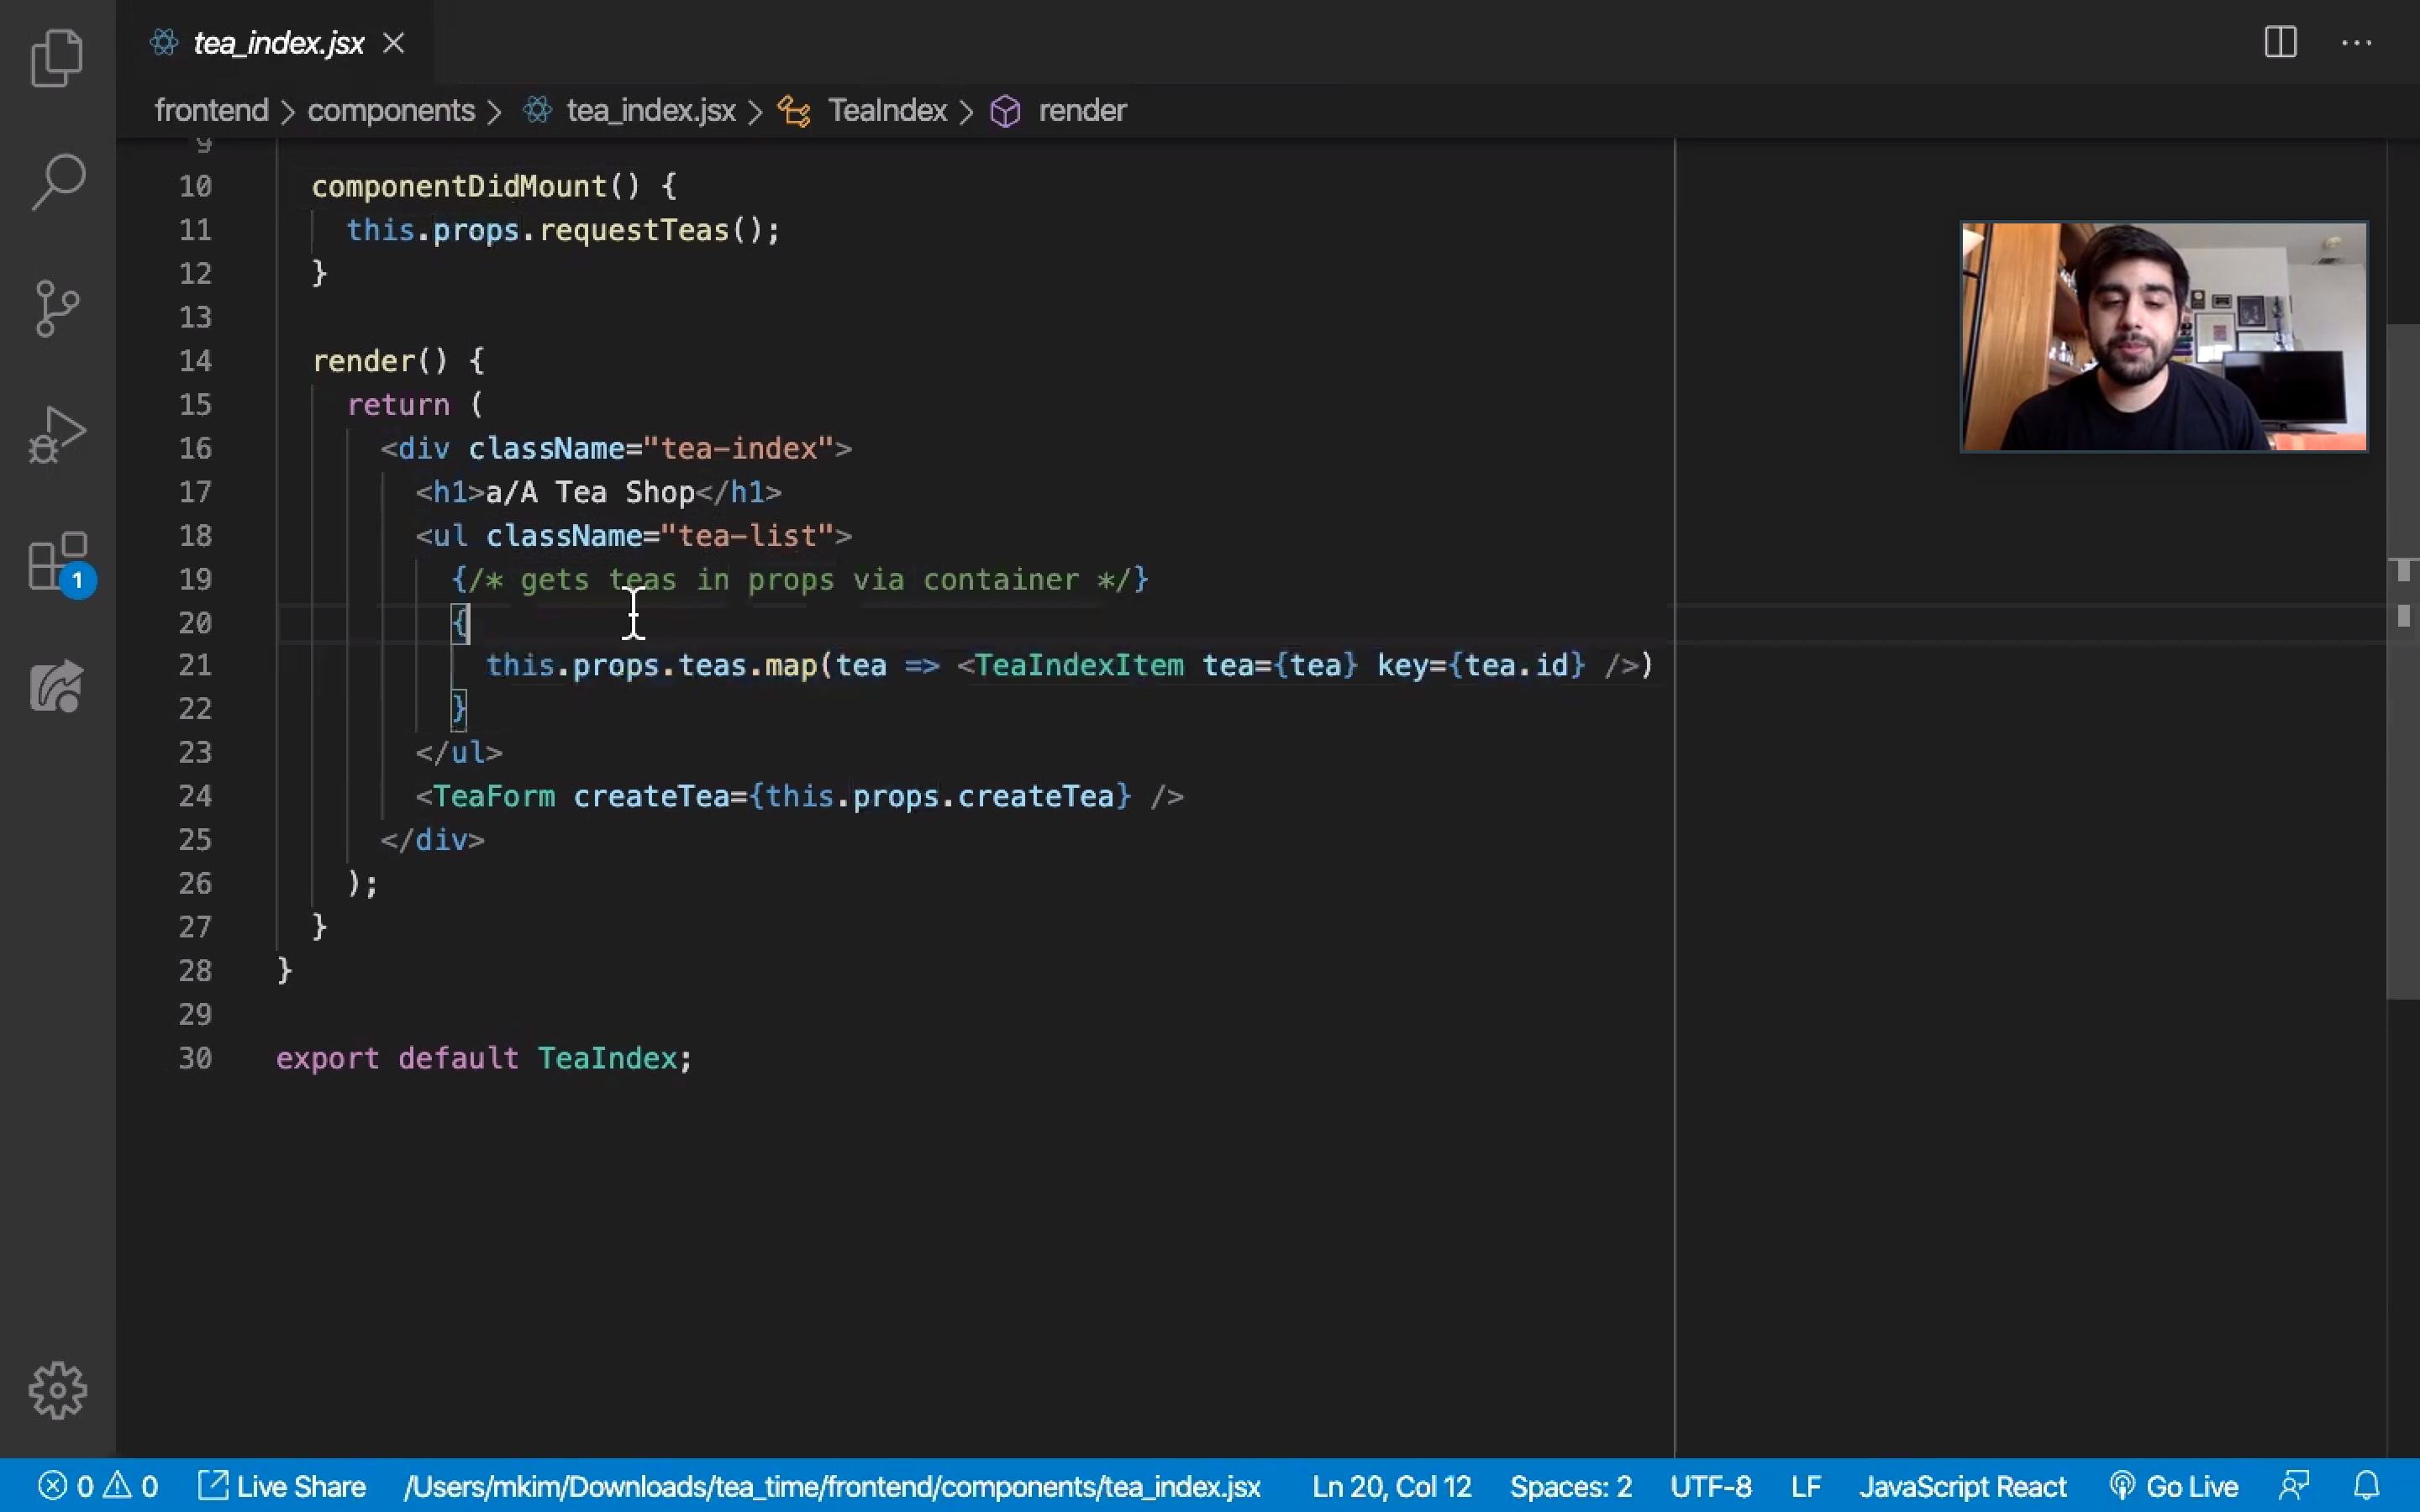 tea_index.jsx
frontend > components > tea_index.jsx > TeaIndex > render
9
10 componentDidMount() {
11 this.props.requestTeas();
12 }
13
14 render() {
15 return (
16 <div className="tea-index">
17 <h1>a/A Tea Shop</h1>
18 <ul className="tea-list">
19 {/* gets teas in props via container */}
20 {
21 this.props.teas.map(tea => <TeaIndexItem tea={tea} key={tea.id} />)
22 }
23 </ul>
24 <TeaForm createTea={this.props.createTea} />
25 </div>
26 );
27 }
28 }
29
30 export default TeaIndex;
1
0 0 Live Share /Users/mkim/Downloads/tea_time/frontend/components/tea_index.jsx Ln 20, Col 12 Spaces: 2 UTF-8 LF JavaScript React Go Live